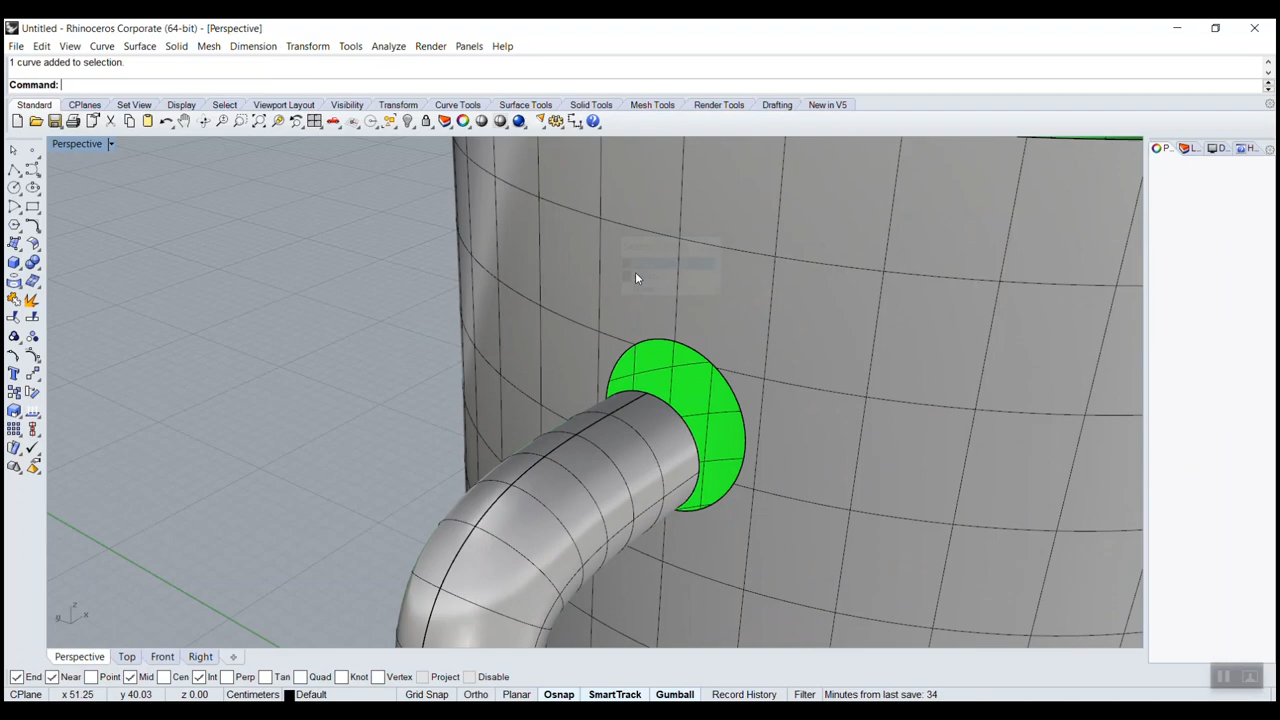 Untitled - Rhinoceros Corporate (64-bit) - [Perspective]
File Edit View Curve Surface Solid Mesh Dimension Transform Tools Analyze Render Panels Help
1 curve added to selection.
Command:
Standard CPlanes Set View Display Select Viewport Layout Visibility Transform Curve Tools Surface Tools Solid Tools Mesh Tools Render Tools Drafting New in V5
Perspective
P... L... D... H...
z
y x
Perspective Top Front Right
End Near Point Mid Cen Int Perp Tan Quad Knot Vertex Project Disable
CPlane x 51.25 y 40.03 z 0.00 Centimeters Default Grid Snap Ortho Planar Osnap SmartTrack Gumball Record History Filter Minutes from last save: 34